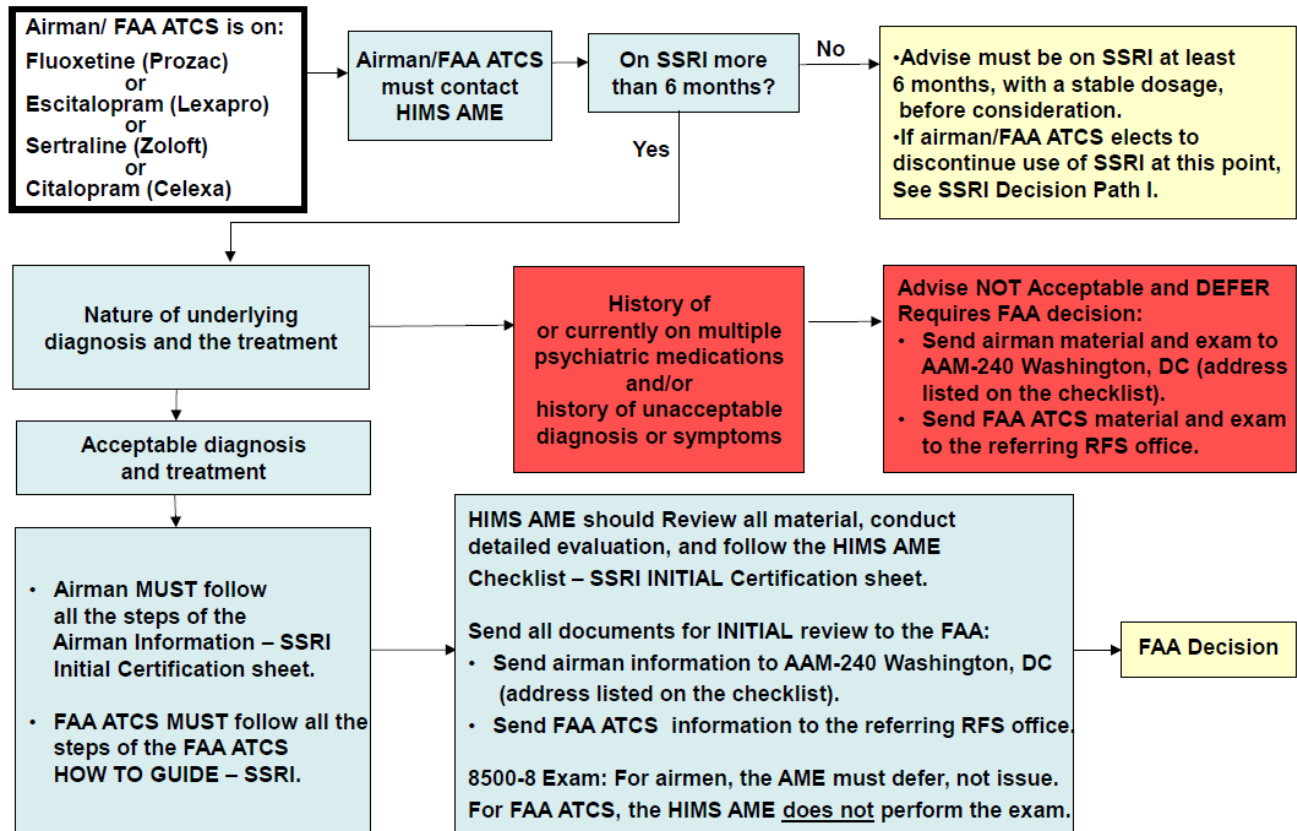 Airman/ FAA ATCS is on:
Fluoxetine (Prozac)
or
Escitalopram (Lexapro)
or
Sertraline (Zoloft)
or
Citalopram (Celexa)
Airman/FAA ATCS
must contact
HIMS AME
On SSRI more
than 6 months?
No
Yes
•Advise must be on SSRI at least
6 months, with a stable dosage,
before consideration.
•If airman/FAA ATCS elects to
discontinue use of SSRI at this point,
See SSRI Decision Path I.
Nature of underlying
diagnosis and the treatment
History of
or currently on multiple
psychiatric medications
and/or
history of unacceptable
diagnosis or symptoms
Advise NOT Acceptable and DEFER
Requires FAA decision:
• Send airman material and exam to
AAM-240 Washington, DC (address
listed on the checklist).
• Send FAA ATCS material and exam
to the referring RFS office.
Acceptable diagnosis
and treatment
• Airman MUST follow
all the steps of the
Airman Information – SSRI
Initial Certification sheet.
• FAA ATCS MUST follow all the
steps of the FAA ATCS
HOW TO GUIDE – SSRI.
HIMS AME should Review all material, conduct
detailed evaluation, and follow the HIMS AME
Checklist – SSRI INITIAL Certification sheet.
Send all documents for INITIAL review to the FAA:
• Send airman information to AAM-240 Washington, DC
(address listed on the checklist).
• Send FAA ATCS information to the referring RFS office.
8500-8 Exam: For airmen, the AME must defer, not issue.
For FAA ATCS, the HIMS AME does not perform the exam.
FAA Decision